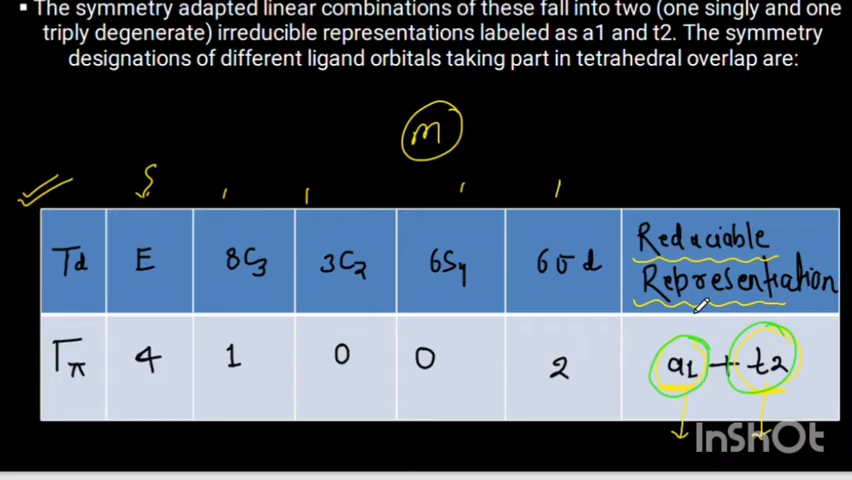 ▪ The symmetry adapted linear combinations of these fall into two (one singly and one
triply degenerate) irreducible representations labeled as a1 and t2. The symmetry
designations of different ligand orbitals taking part in tetrahedral overlap are:
m
Td E 8C3 3C2 6S4 6σd Reduciable
Representration
Γπ 4 1 0 0 2 a1 + t2
InShOt